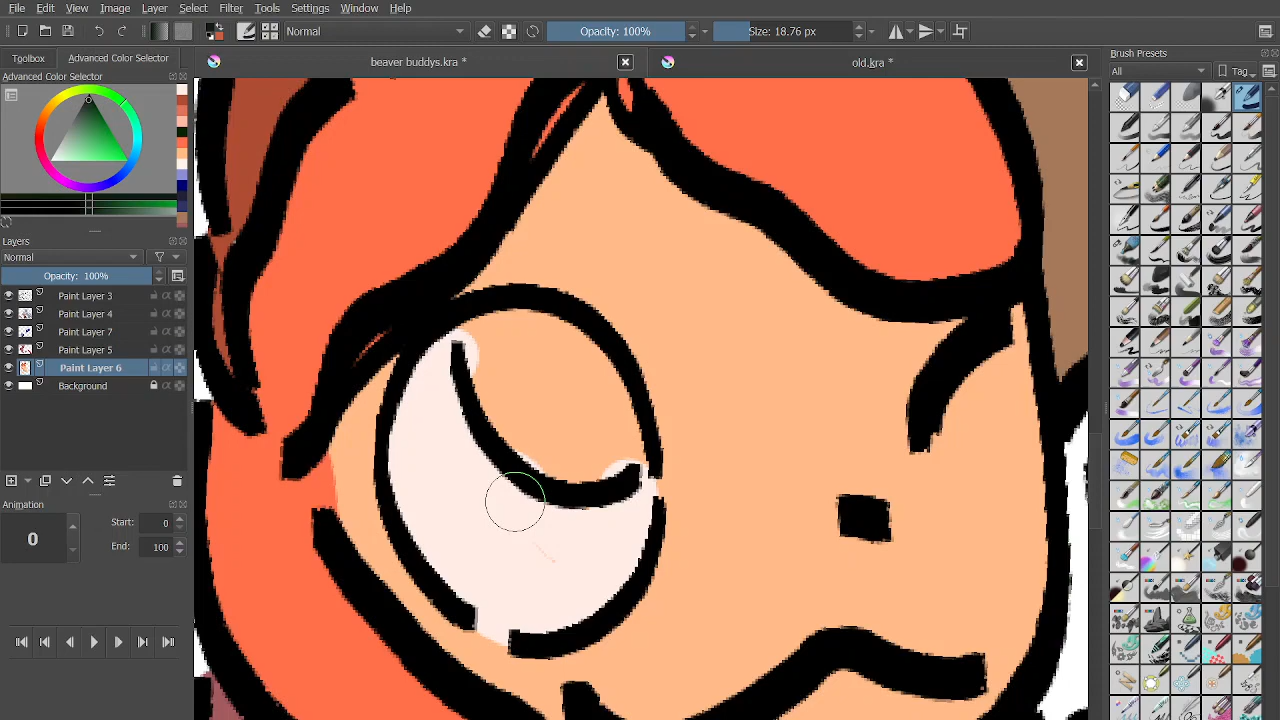 File Edit View Image Layer Select Filter Tools Settings Window Help
Normal Opacity: 100% Size: 18.76 px
Toolbox Advanced Color Selector beaver buddys.kra * old.kra * Brush Presets
Advanced Color Selector
All Tag
Layers
Normal
Opacity: 100%
Paint Layer 3
Paint Layer 4
Paint Layer 7
Paint Layer 5
Paint Layer 6
Background
Animation
0 Start: 0
End: 100